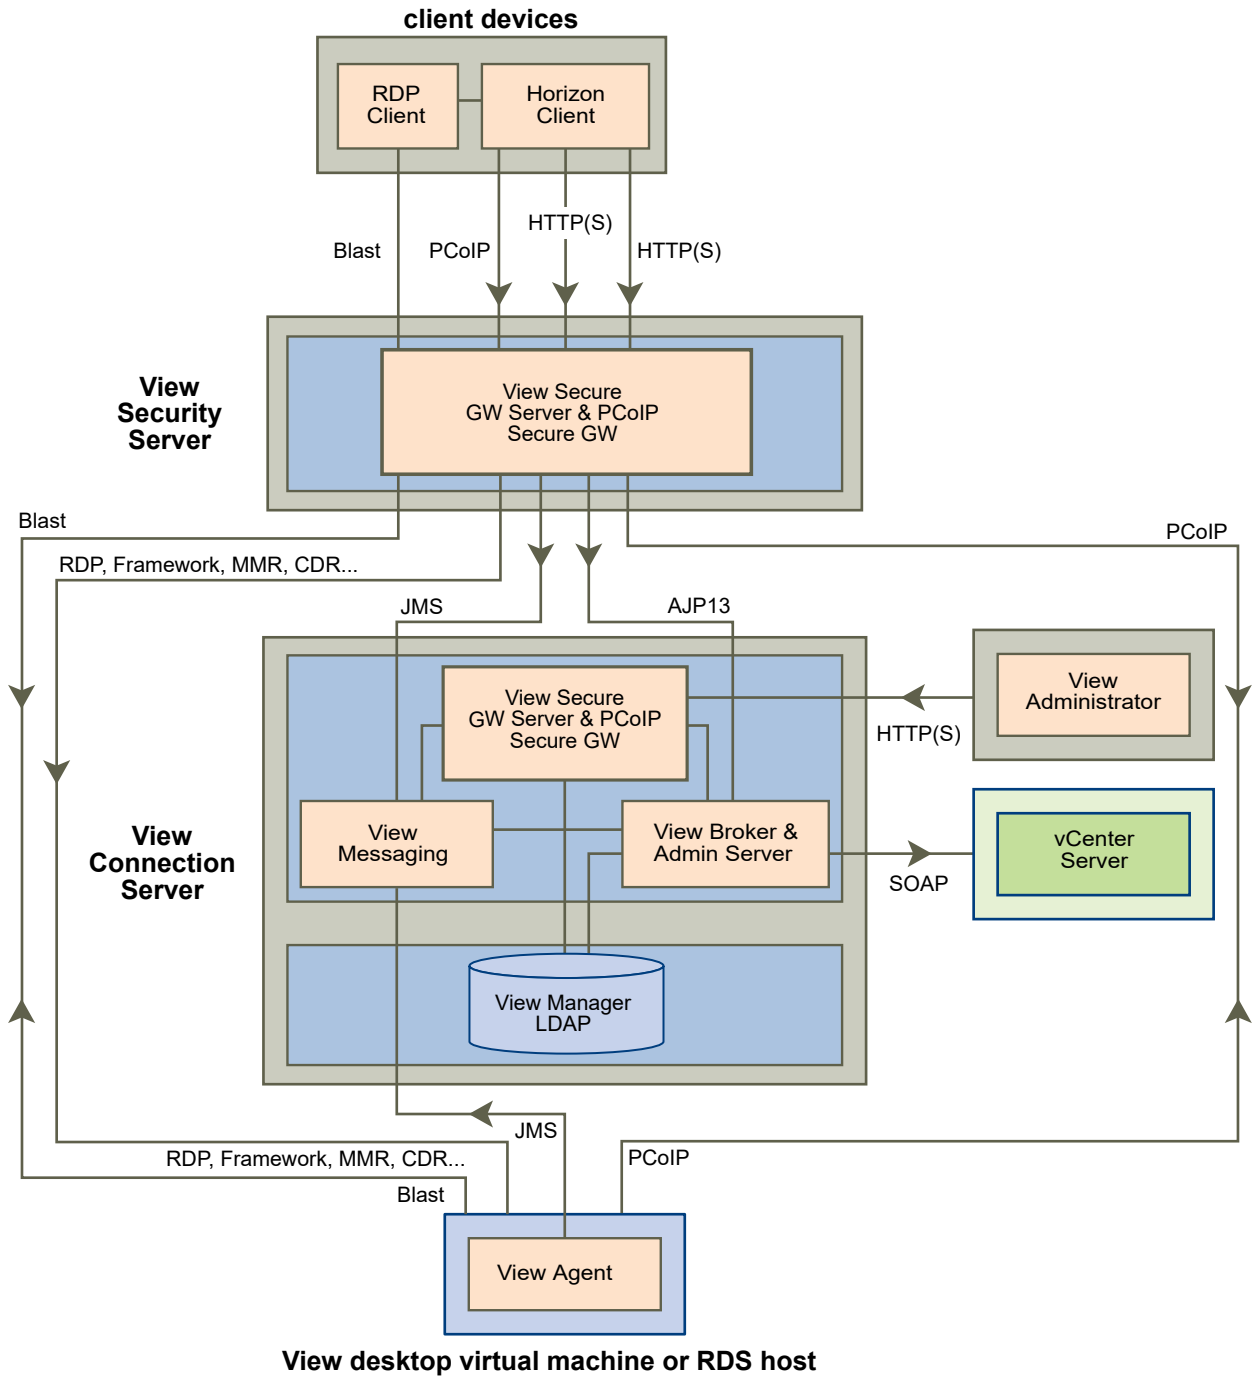 client devices
RDP
Client
Horizon
Client
HTTP(S)
Blast
PCoIP
HTTP(S)
View
Security
Server
View Secure
GW Server & PCoIP
Secure GW
Blast
PCoIP
RDP, Framework, MMR, CDR...
JMS
AJP13
View Secure
GW Server & PCoIP
Secure GW
View
Administrator
HTTP(S)
View
Connection
Server
View
Messaging
View Broker &
Admin Server
vCenter
Server
SOAP
View Manager
LDAP
JMS
RDP, Framework, MMR, CDR...
PCoIP
Blast
View Agent
View desktop virtual machine or RDS host